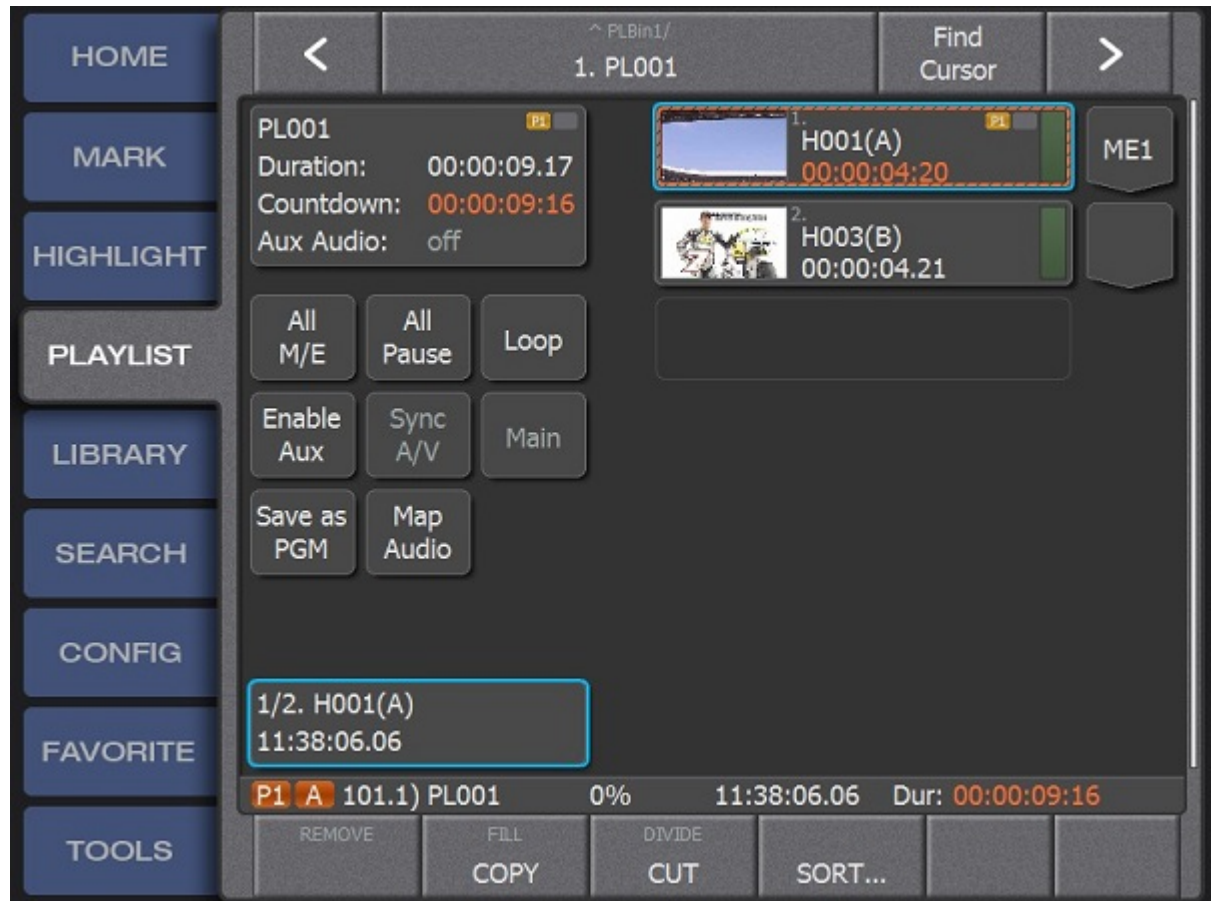 HOME
MARK
HIGHLIGHT
PLAYLIST
LIBRARY
SEARCH
CONFIG
FAVORITE
TOOLS
<
^ PLBin1/
1. PL001
Find
Cursor
>
PL001
P1
Duration: 00:00:09.17
Countdown: 00:00:09:16
Aux Audio: off
1.
H001(A)
P1
00:00:04:20
ME1
2.
H003(B)
00:00:04.21
All
M/E
All
Pause
Loop
Enable
Aux
Sync
A/V
Main
Save as
PGM
Map
Audio
1/2. H001(A)
11:38:06.06
P1 A 101.1) PL001 0% 11:38:06.06 Dur: 00:00:09:16
REMOVE
FILL
COPY
DIVIDE
CUT
SORT...